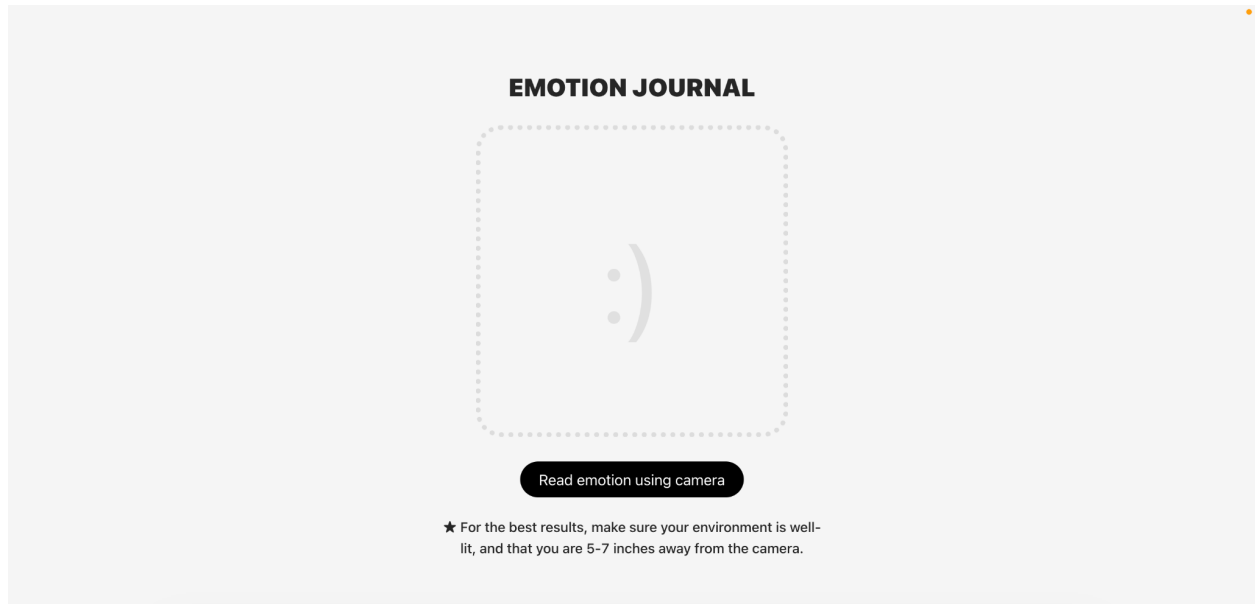 EMOTION JOURNAL
:)
Read emotion using camera
★ For the best results, make sure your environment is well-
lit, and that you are 5-7 inches away from the camera.